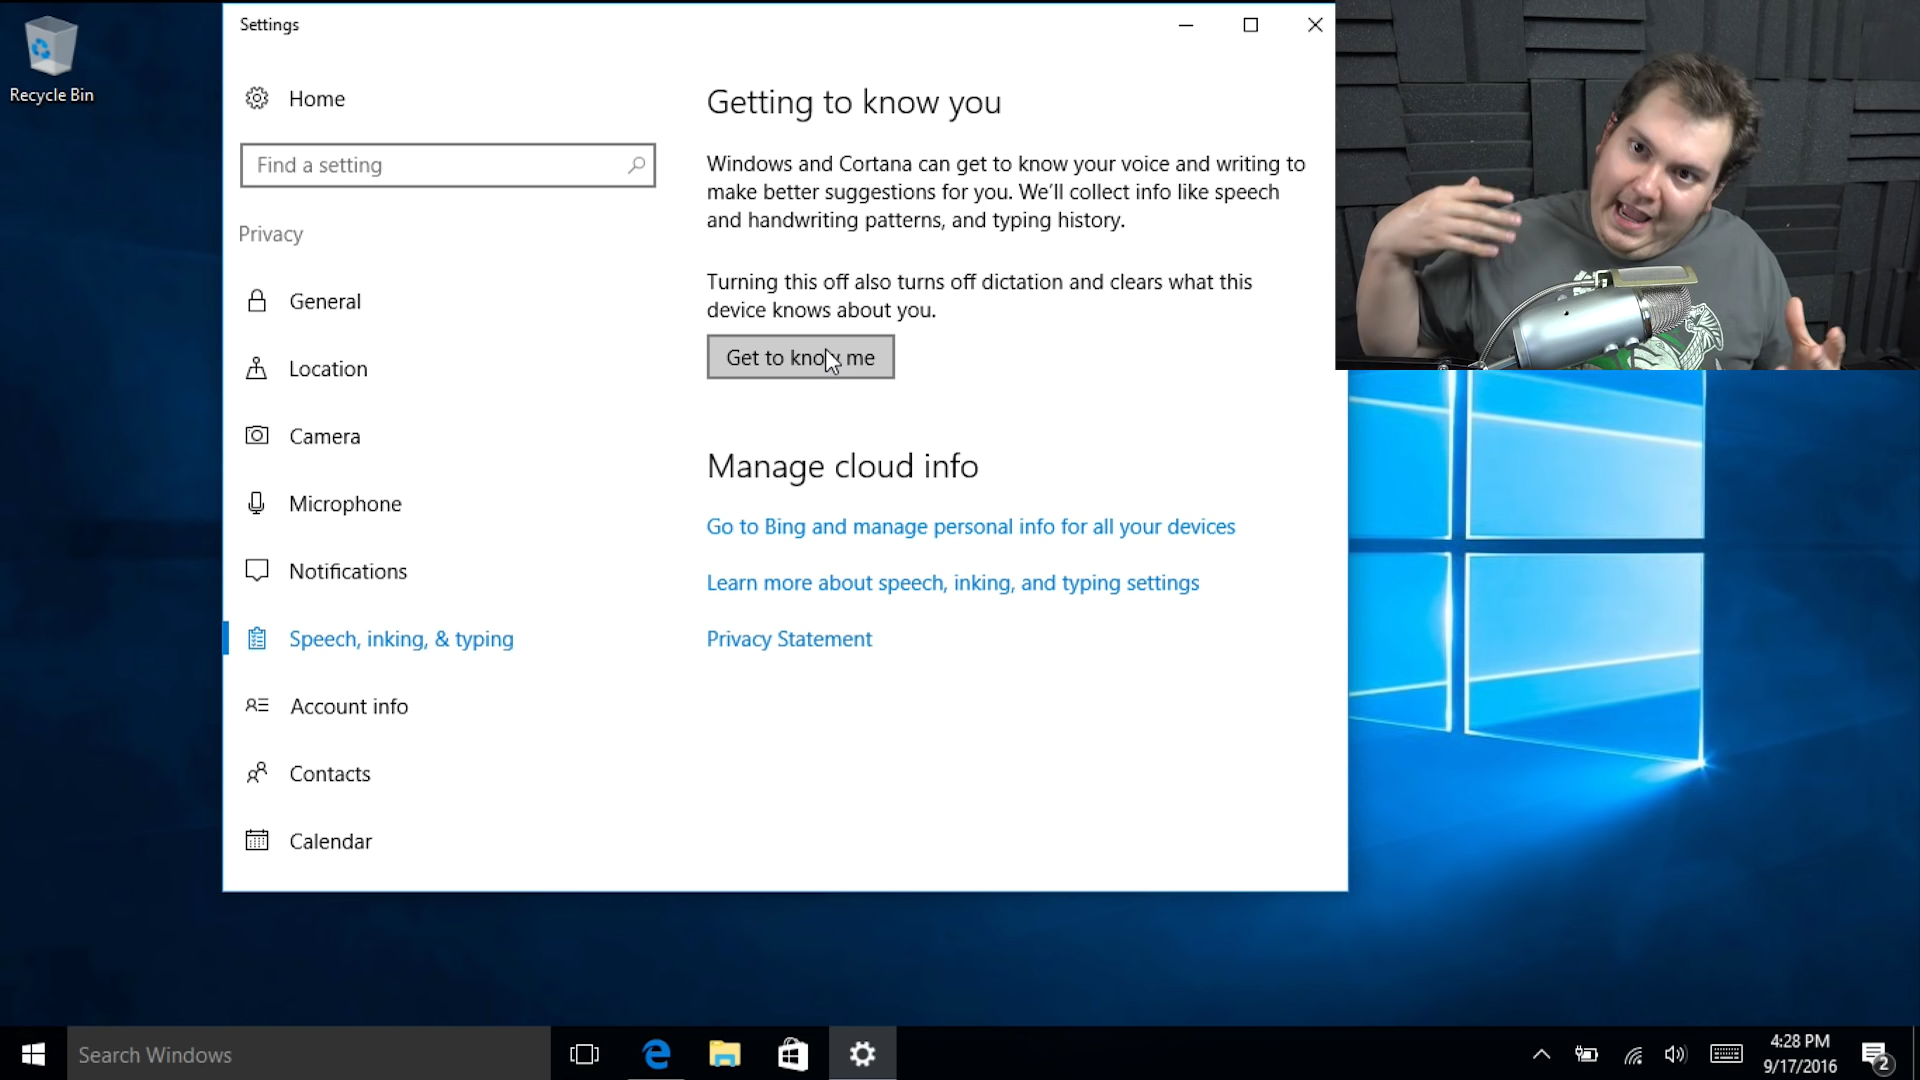 Settings
Recycle Bin
Home
Find a setting
Privacy
General
Location
Camera
Microphone
Notifications
Speech, inking, & typing
Account info
Contacts
Calendar
Getting to know you
Windows and Cortana can get to know your voice and writing to
make better suggestions for you. We'll collect info like speech
and handwriting patterns, and typing history.
Turning this off also turns off dictation and clears what this
device knows about you.
Get to know me
Manage cloud info
Go to Bing and manage personal info for all your devices
Learn more about speech, inking, and typing settings
Privacy Statement
Search Windows
4:28 PM
9/17/2016
2